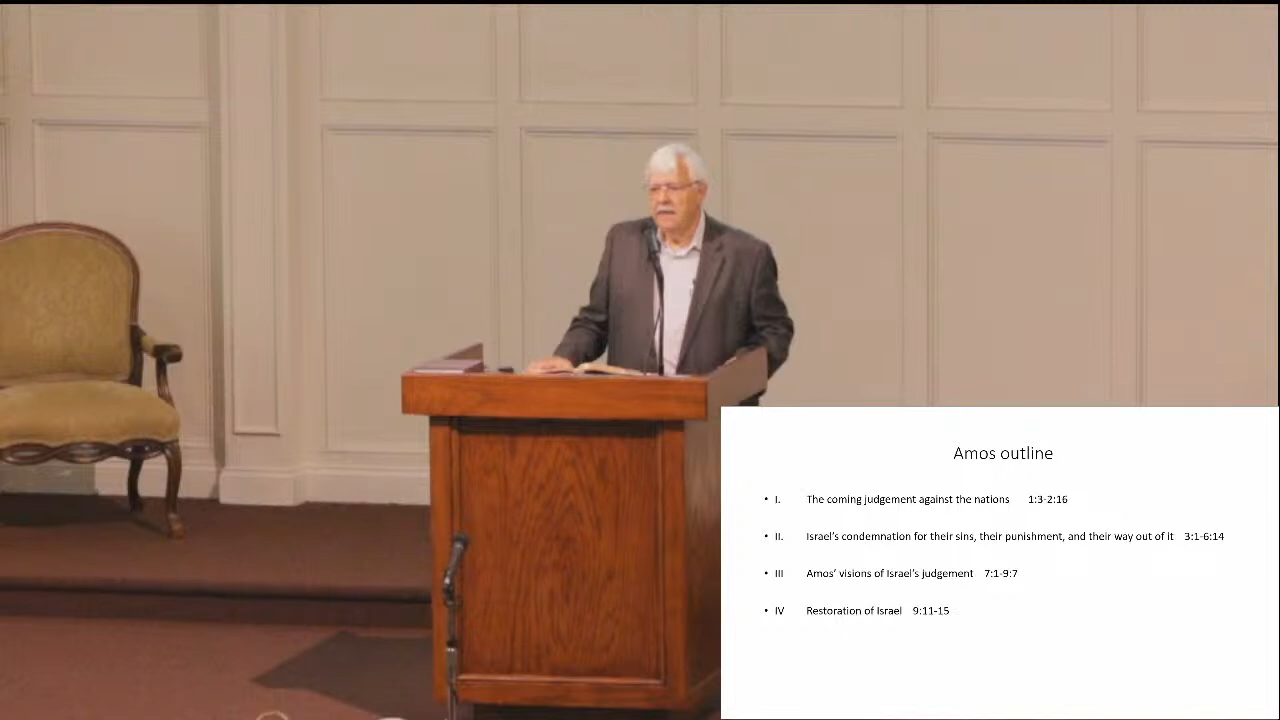 Amos outline
• I. The coming judgement against the nations 1:3-2:16
• II. Israel's condemnation for their sins, their punishment, and their way out of it 3:1-6:14
• III Amos' visions of Israel's judgement 7:1-9:7
• IV Restoration of Israel 9:11-15